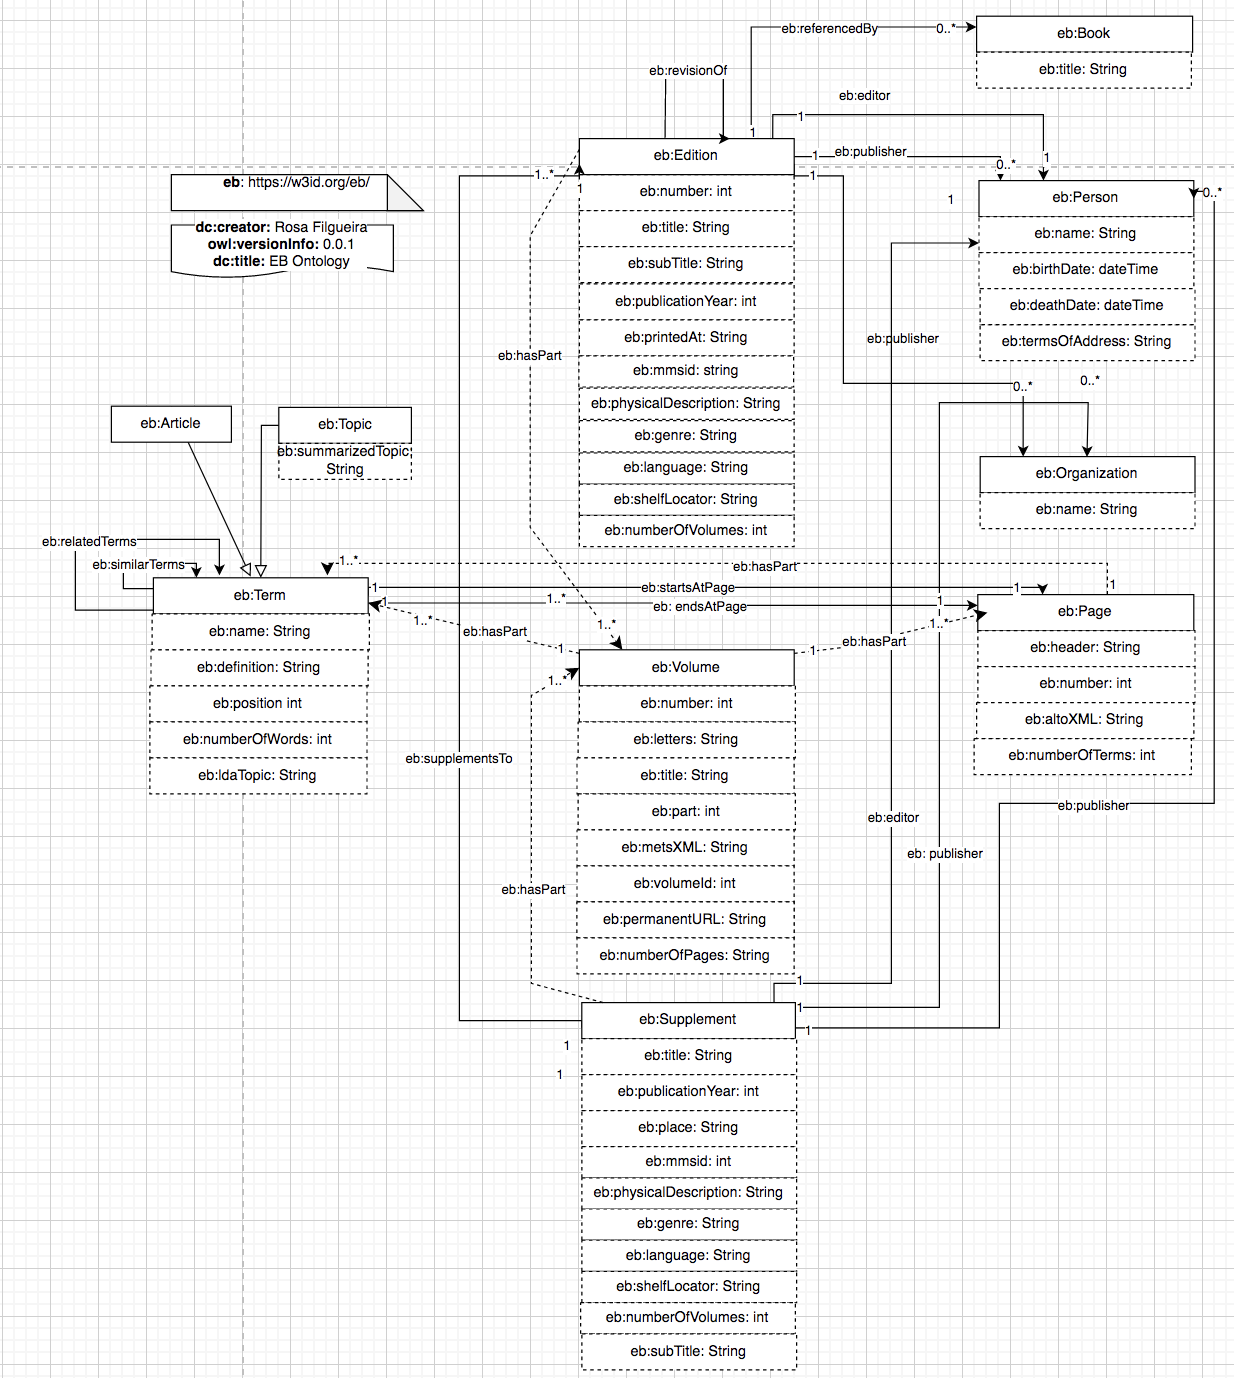 eb:referencedBy
0..*
eb:Book
eb:title: String
eb:revisionOf
eb:editor
1
1
1
eb:Edition
1
eb:publisher
0..*
1..*
1
1
eb:number: int
eb:title: String
eb:subTitle: String
eb:publicationYear: int
eb:printedAt: String
eb:mmsid: string
eb:physicalDescription: String
eb:genre: String
eb:language: String
eb:shelfLocator: String
eb:numberOfVolumes: int
eb: https://w3id.org/eb/
dc:creator: Rosa Filgueira
owl:versionInfo: 0.0.1
dc:title: EB Ontology
1
eb:Person
0..*
eb:name: String
eb:birthDate: dateTime
eb:deathDate: dateTime
eb:termsOfAddress: String
eb:publisher
eb:hasPart
0..*
0..*
eb:Organization
eb:name: String
eb:Article
eb:Topic
eb:summarizedTopic:
String
eb:relatedTerms
eb:similarTerms
1..*
eb:hasPart
1
eb:Term
1
eb:startsAtPage
1
1
1..*
eb: endsAtPage
1
eb:name: String
eb:definition: String
eb:position int
eb:numberOfWords: int
eb:ldaTopic: String
1..*
eb:hasPart
1
1..*
1
eb:hasPart
1..*
eb:Page
eb:header: String
eb:number: int
eb:altoXML: String
eb:numberOfTerms: int
1..*
eb:Volume
eb:number: int
eb:letters: String
eb:title: String
eb:part: int
eb:metsXML: String
eb:volumeId: int
eb:permanentURL: String
eb:numberOfPages: String
eb:supplementsTo
eb:hasPart
eb:editor
eb: publisher
eb:publisher
1
1
1
eb:Supplement
1
1
eb:title: String
eb:publicationYear: int
eb:place: String
eb:mmsid: int
eb:physicalDescription: String
eb:genre: String
eb:language: String
eb:shelfLocator: String
eb:numberOfVolumes: int
eb:subTitle: String